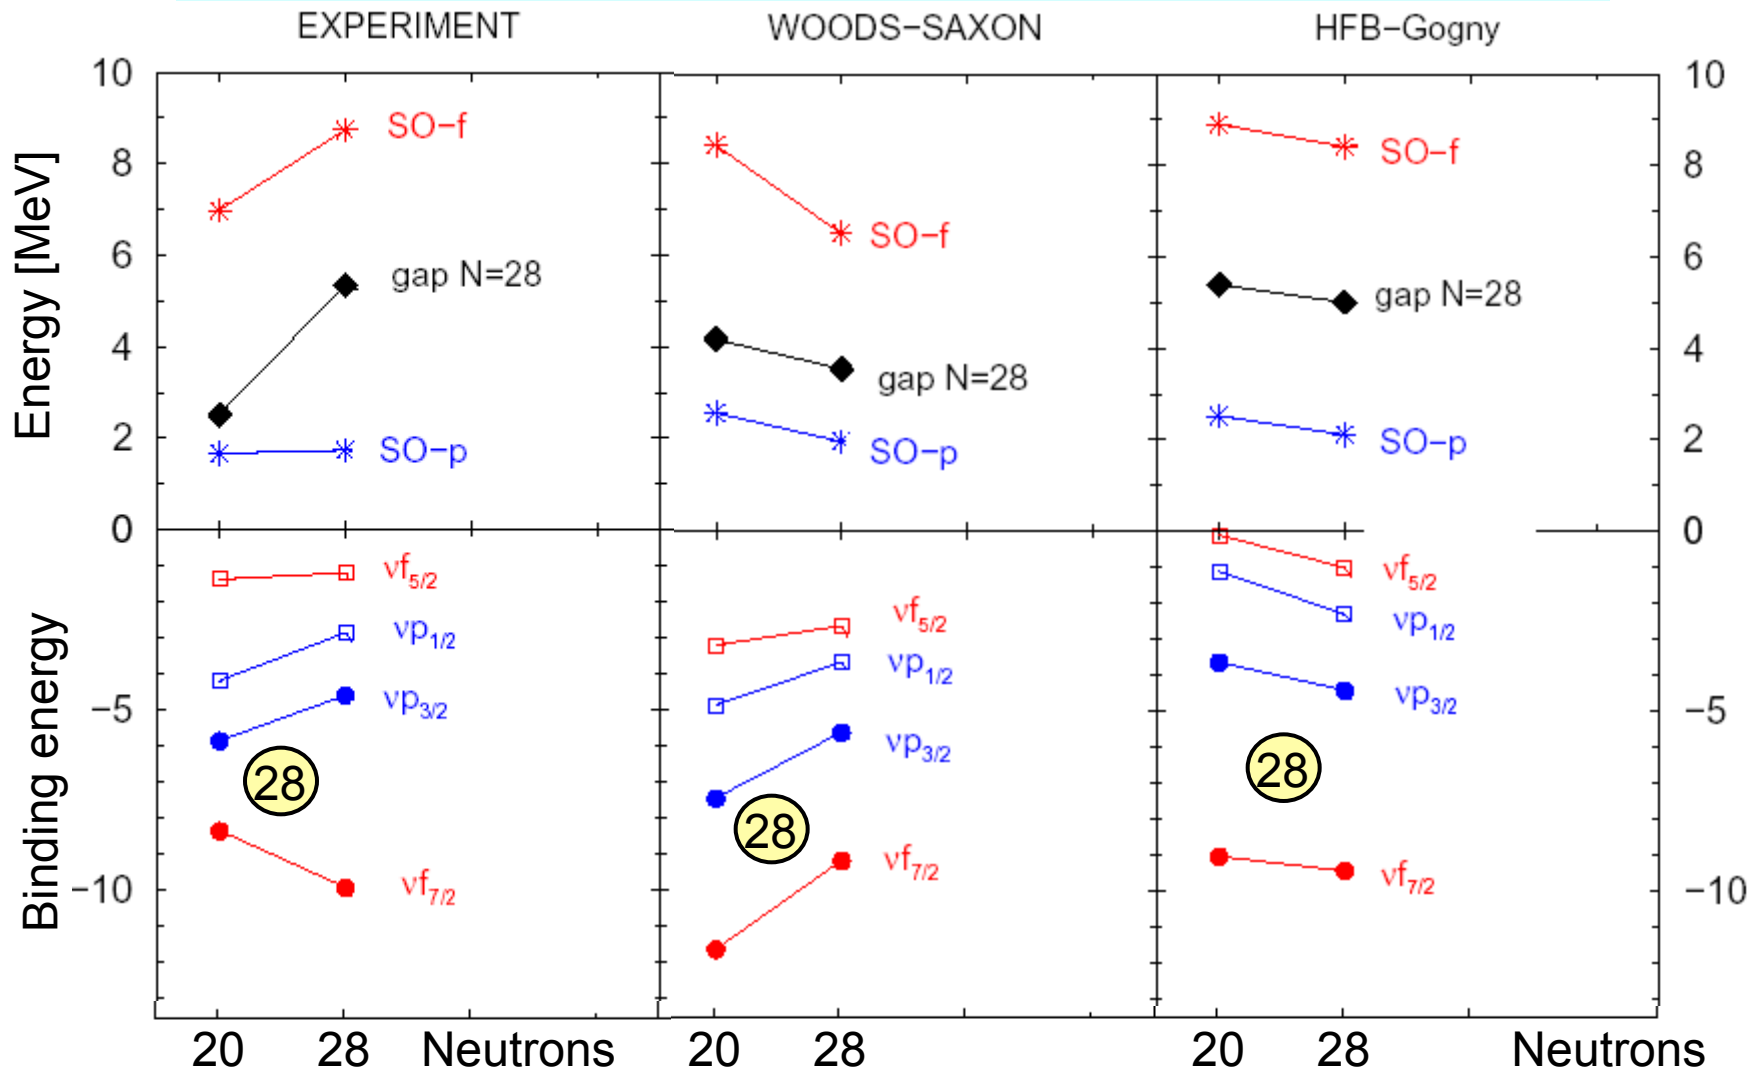 EXPERIMENT
WOODS−SAXON
HFB−Gogny
Energy [MeV]
10
8
6
4
2
0
SO−f
gap N=28
SO−p
SO−f
gap N=28
SO−p
SO−f
gap N=28
SO−p
10
8
6
4
2
0
Binding energy
−5
−10
νf5/2
νp1/2
νp3/2
28
νf7/2
νf5/2
νp1/2
νp3/2
28
νf7/2
νf5/2
νp1/2
νp3/2
28
νf7/2
−5
−10
20 28 Neutrons
20 28
20 28 Neutrons